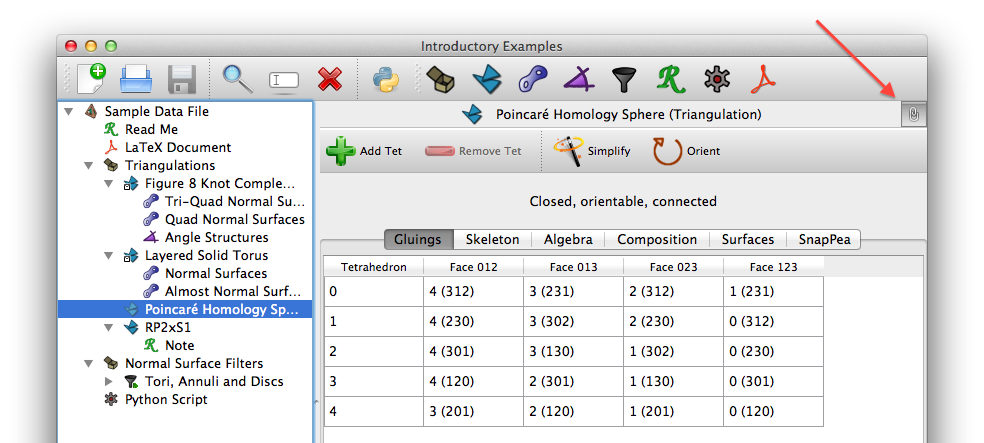 Introductory Examples
Sample Data File
Read Me
LaTeX Document
Triangulations
Figure 8 Knot Comple...
Tri-Quad Normal Su...
Quad Normal Surfaces
Angle Structures
Layered Solid Torus
Normal Surfaces
Almost Normal Surf...
Poincaré Homology Sp...
RP2xS1
Note
Normal Surface Filters
Tori, Annuli and Discs
Python Script
Poincaré Homology Sphere (Triangulation)
Add Tet Remove Tet Simplify Orient
Closed, orientable, connected
Gluings Skeleton Algebra Composition Surfaces SnapPea
Tetrahedron Face 012 Face 013 Face 023 Face 123
0 4 (312) 3 (231) 2 (312) 1 (231)
1 4 (230) 3 (302) 2 (230) 0 (312)
2 4 (301) 3 (130) 1 (302) 0 (230)
3 4 (120) 2 (301) 1 (130) 0 (301)
4 3 (201) 2 (120) 1 (201) 0 (120)